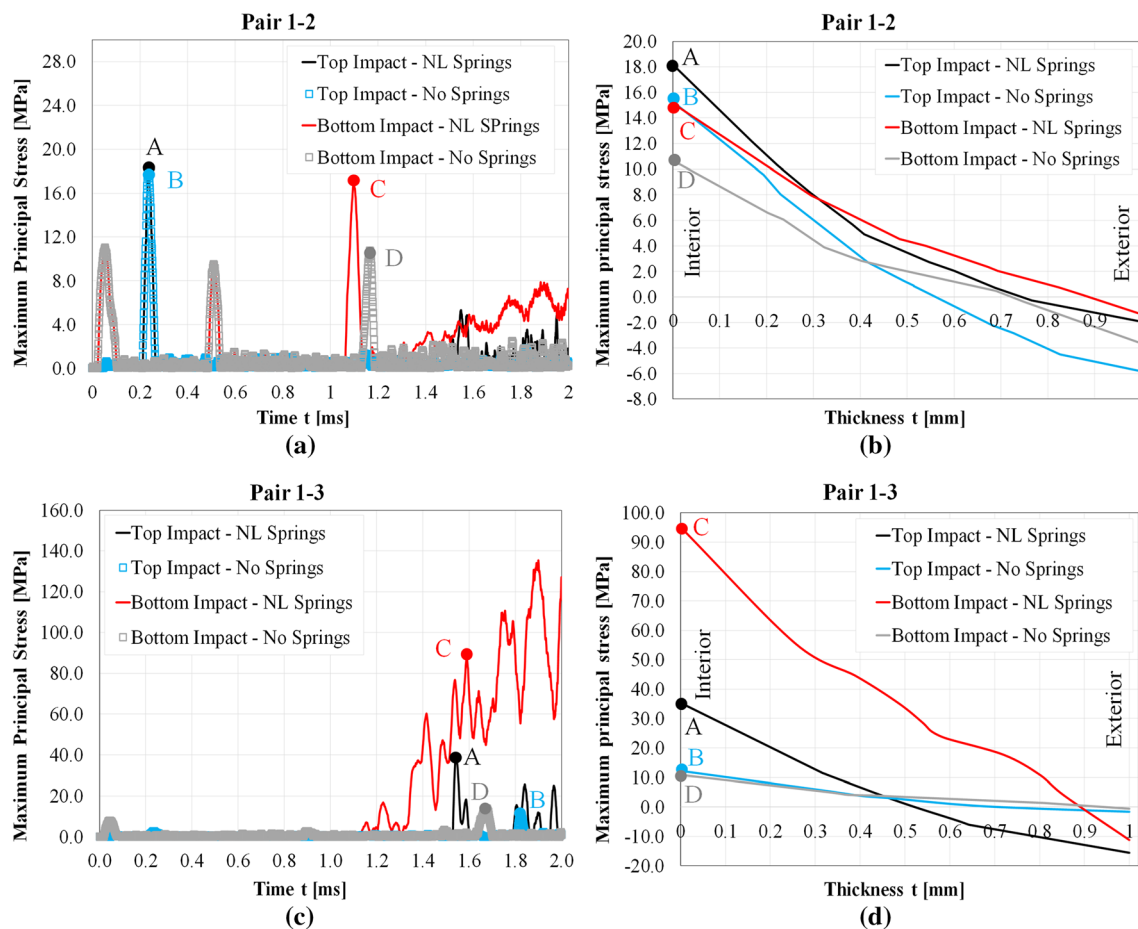 Pair 1-2
Maximum Principal Stress [MPa]
28.0
24.0
20.0
16.0
12.0
8.0
4.0
0.0
0 0.2 0.4 0.6 0.8 1 1.2 1.4 1.6 1.8 2
Time t [ms]
Top Impact - NL Springs
Top Impact - No Springs
Bottom Impact - NL SPrings
Bottom Impact - No Springs
A
B
C
D
(a)
Pair 1-2
Maximum principal stress [MPa]
20.0
18.0
16.0
14.0
12.0
10.0
8.0
6.0
4.0
2.0
0.0
-2.0
-4.0
-6.0
-8.0
0 0.1 0.2 0.3 0.4 0.5 0.6 0.7 0.8 0.9
Thickness t [mm]
Top Impact - NL Springs
Top Impact - No Springs
Bottom Impact - NL Springs
Bottom Impact - No Springs
A
B
C
D
Interior
Exterior
(b)
Pair 1-3
Maximum Principal Stress [MPa]
160.0
140.0
120.0
100.0
80.0
60.0
40.0
20.0
0.0
0.0 0.2 0.4 0.6 0.8 1.0 1.2 1.4 1.6 1.8 2.0
Time t [ms]
Top Impact - NL Springs
Top Impact - No Springs
Bottom Impact - NL Springs
Bottom Impact - No Springs
C
A
D
B
(c)
Pair 1-3
Maximum principal stress [MPa]
100.0
90.0
80.0
70.0
60.0
50.0
40.0
30.0
20.0
10.0
0.0
-10.0
-20.0
0 0.1 0.2 0.3 0.4 0.5 0.6 0.7 0.8 0.9 1
Thickness t [mm]
Top Impact - NL Springs
Top Impact - No Springs
Bottom Impact - NL Springs
Bottom Impact - No Springs
C
A
B
D
Interior
Exterior
(d)